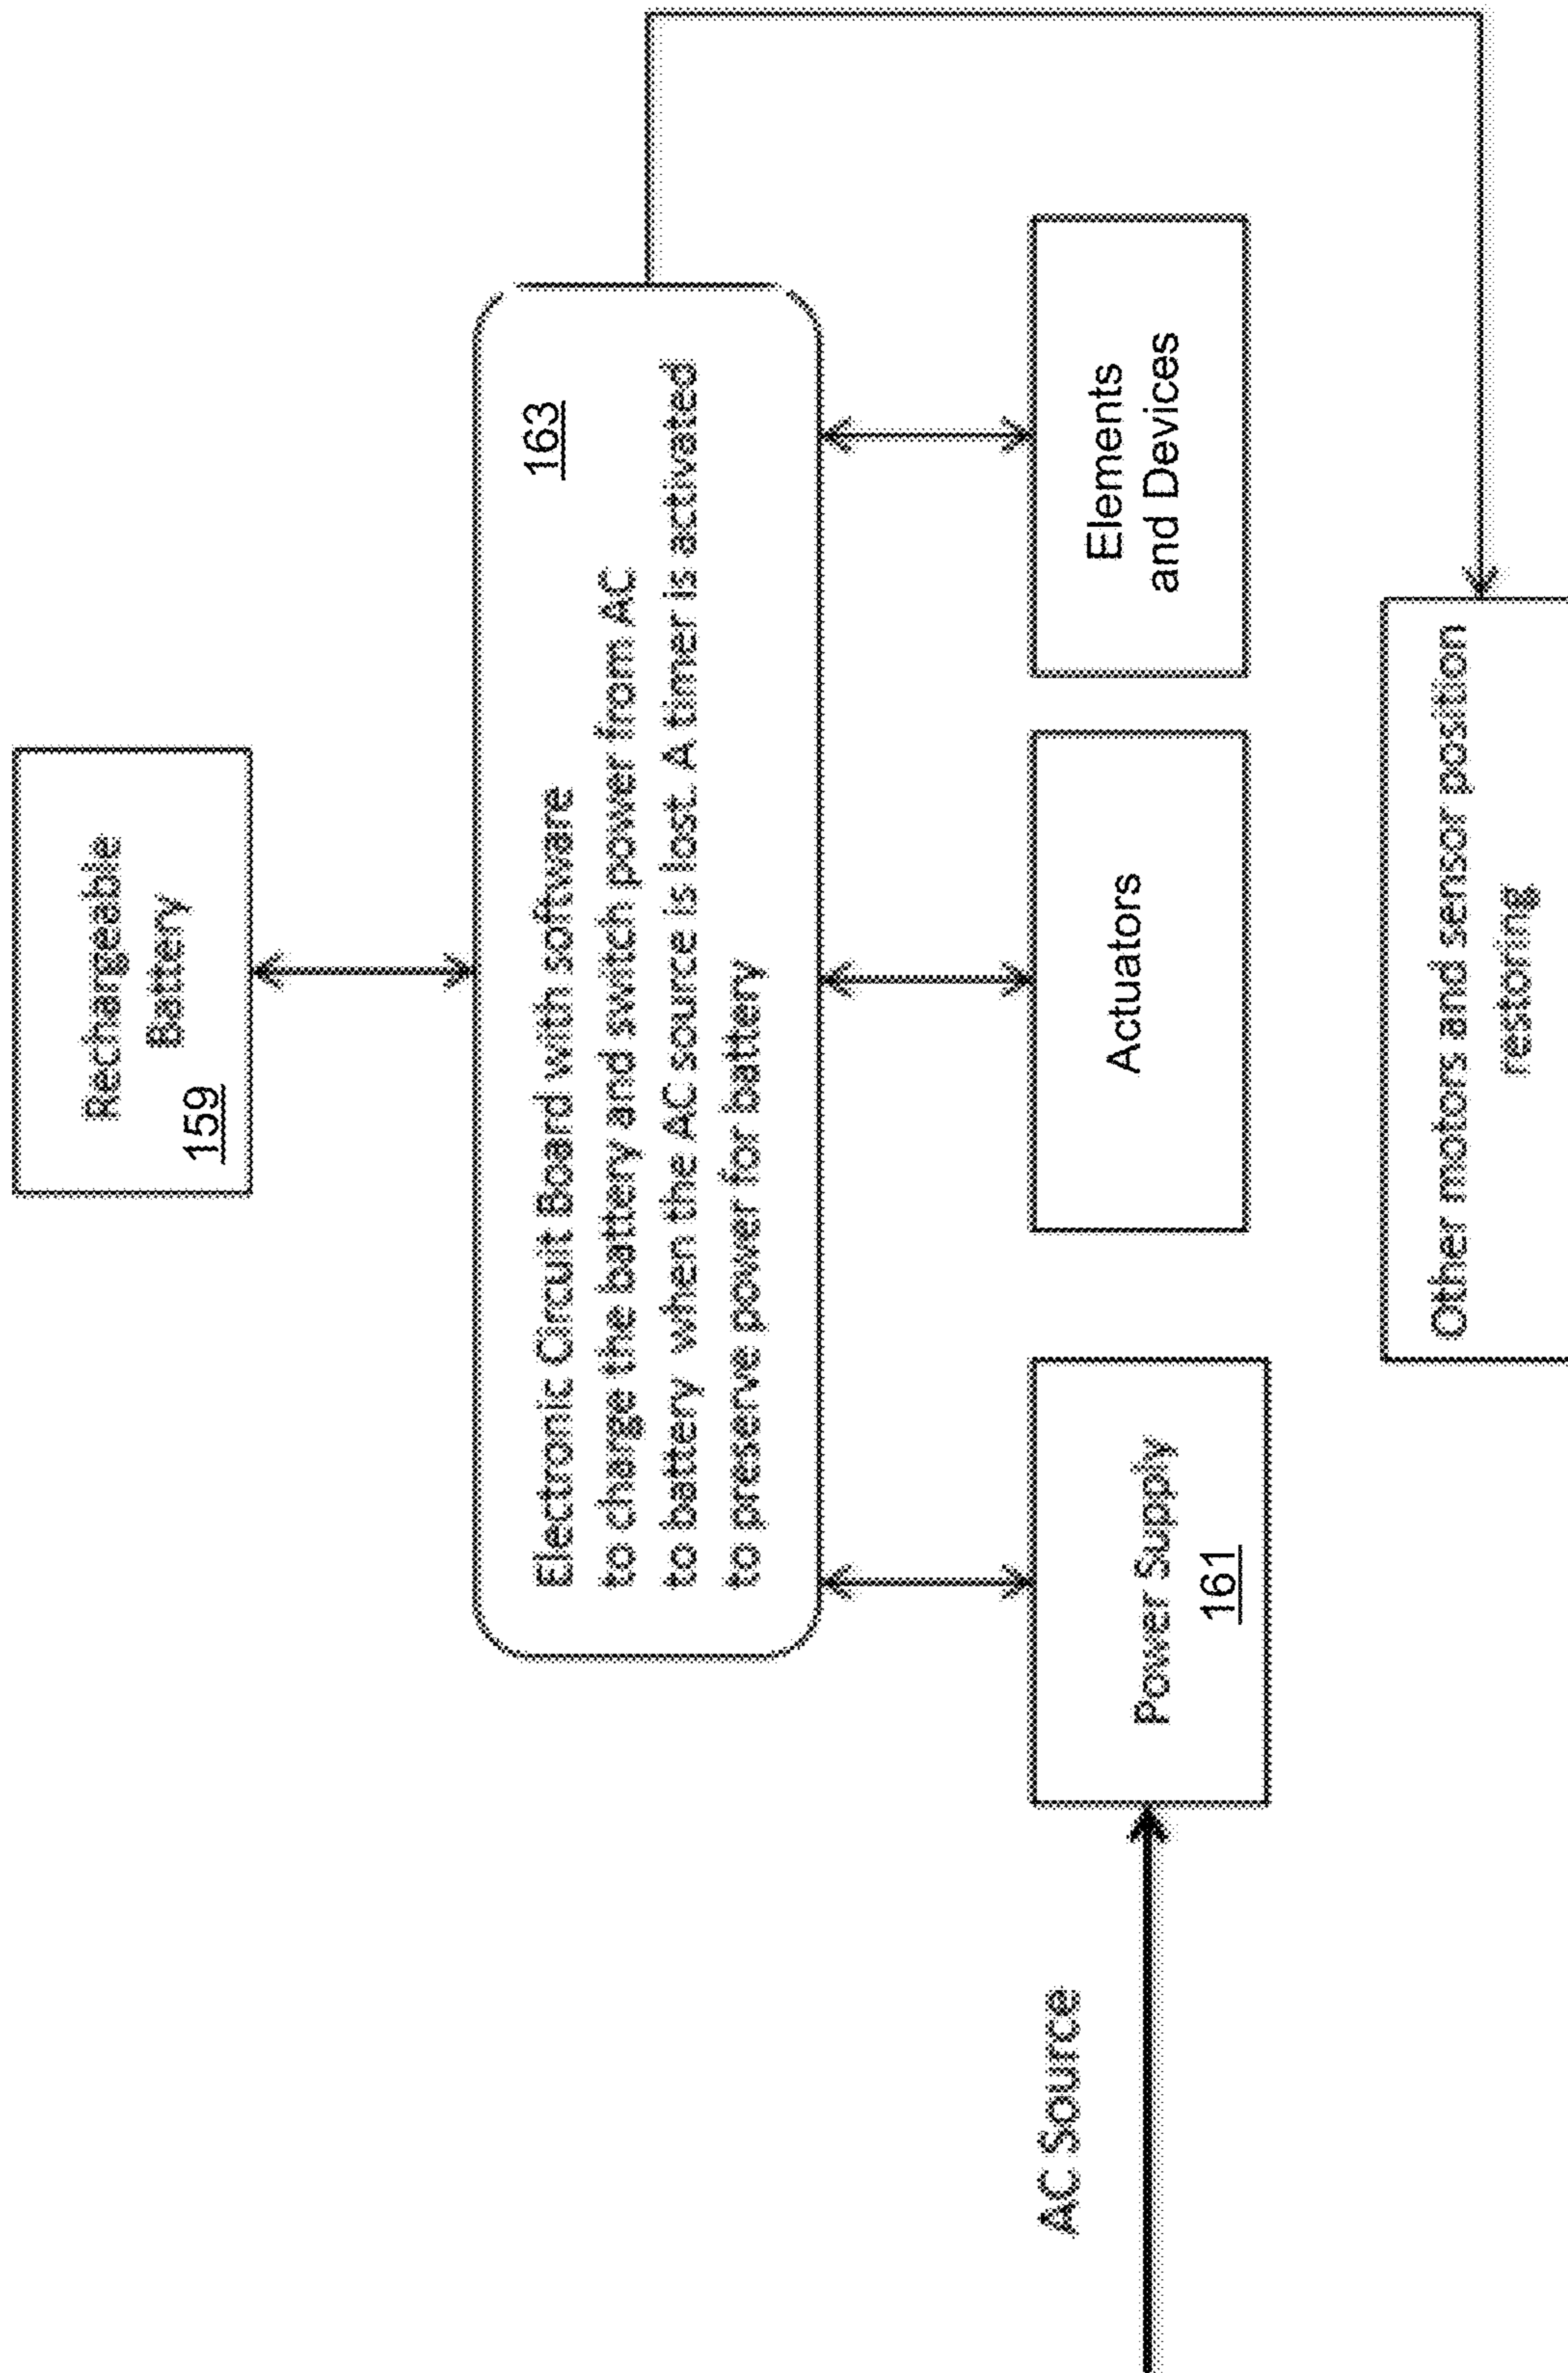 Rechargeable
Battery
159
163
Electronic Circuit Board with software
to charge the battery and switch power from AC
to battery when the AC source is lost. A timer is activated
to preserve power for battery
AC Source
Power Supply
161
Actuators
Elements
and Devices
Other motors and sensor position
restoring